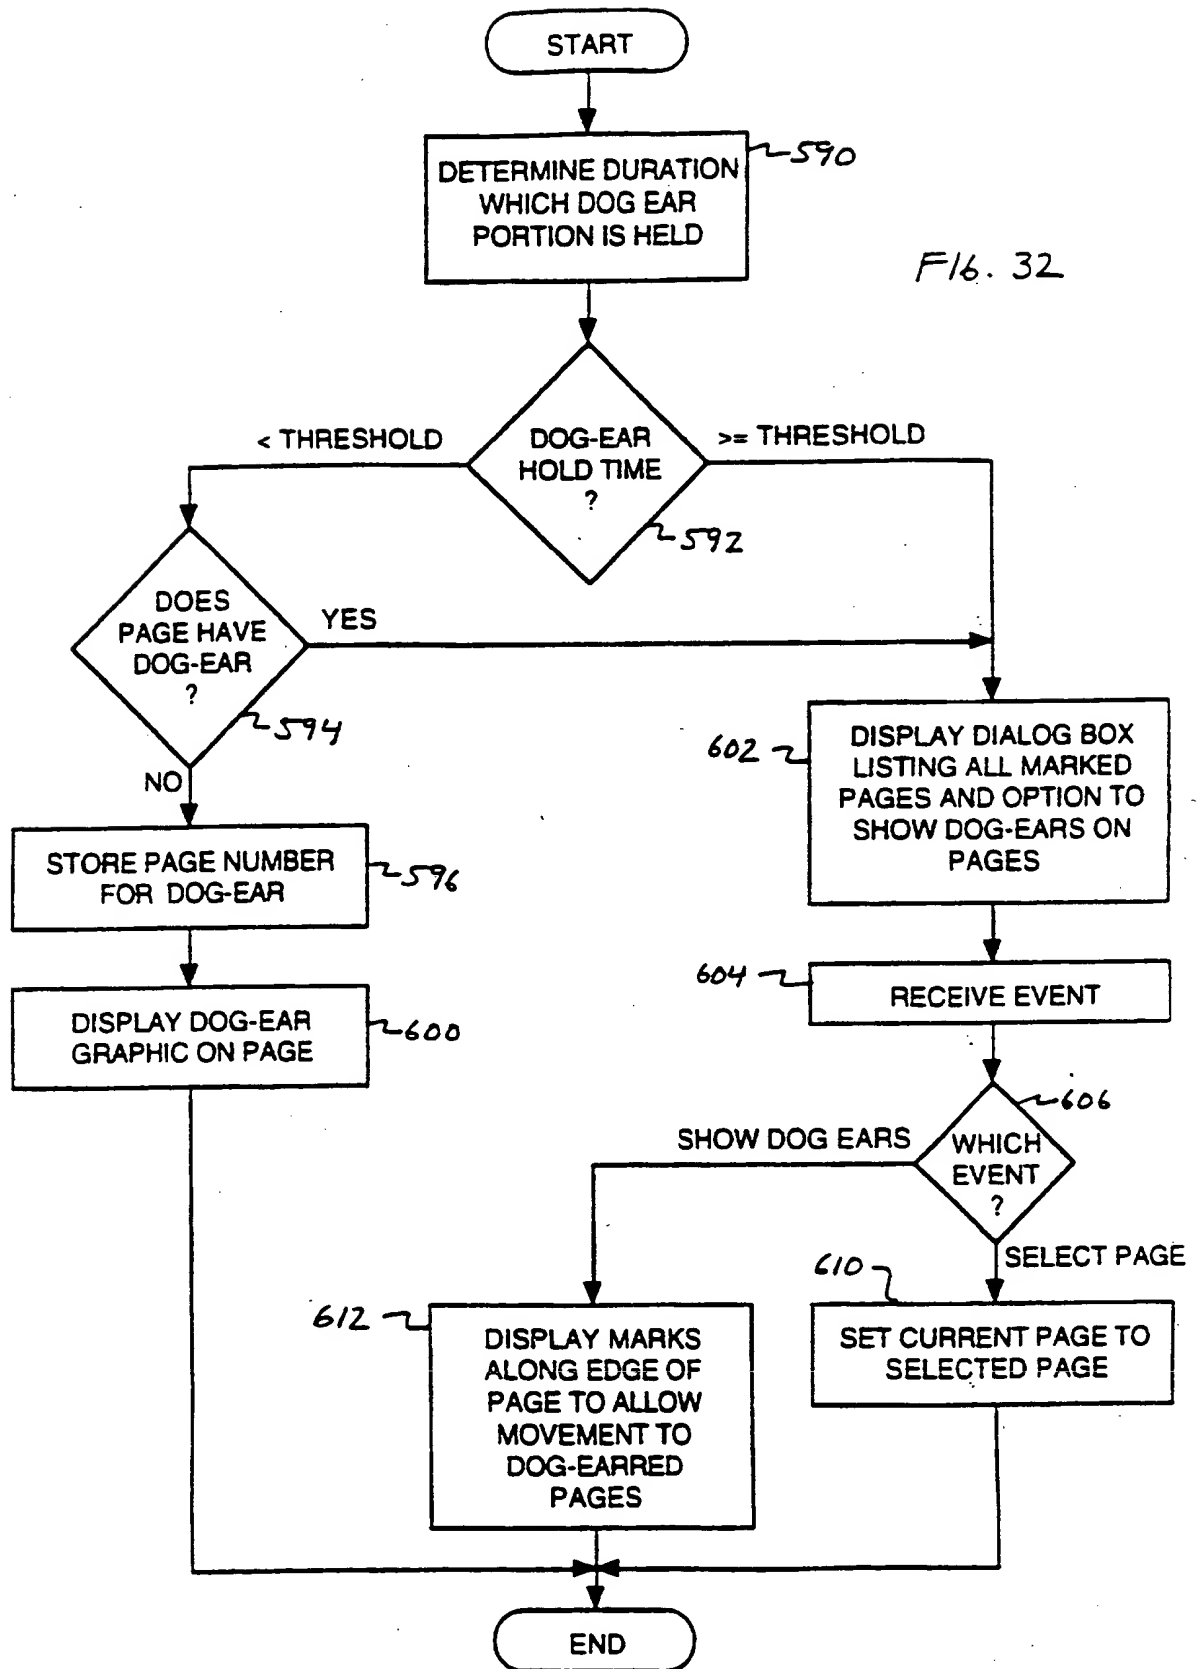 START
DETERMINE DURATION
WHICH DOG EAR
PORTION IS HELD
590
FIG. 32
< THRESHOLD
DOG-EAR
HOLD TIME
?
>= THRESHOLD
592
DOES
PAGE HAVE
DOG-EAR
?
YES
594
NO
602
DISPLAY DIALOG BOX
LISTING ALL MARKED
PAGES AND OPTION TO
SHOW DOG-EARS ON
PAGES
STORE PAGE NUMBER
FOR DOG-EAR
596
604
RECEIVE EVENT
DISPLAY DOG-EAR
GRAPHIC ON PAGE
600
606
SHOW DOG EARS
WHICH
EVENT
?
SELECT PAGE
610
612
DISPLAY MARKS
ALONG EDGE OF
PAGE TO ALLOW
MOVEMENT TO
DOG-EARRED
PAGES
SET CURRENT PAGE TO
SELECTED PAGE
END